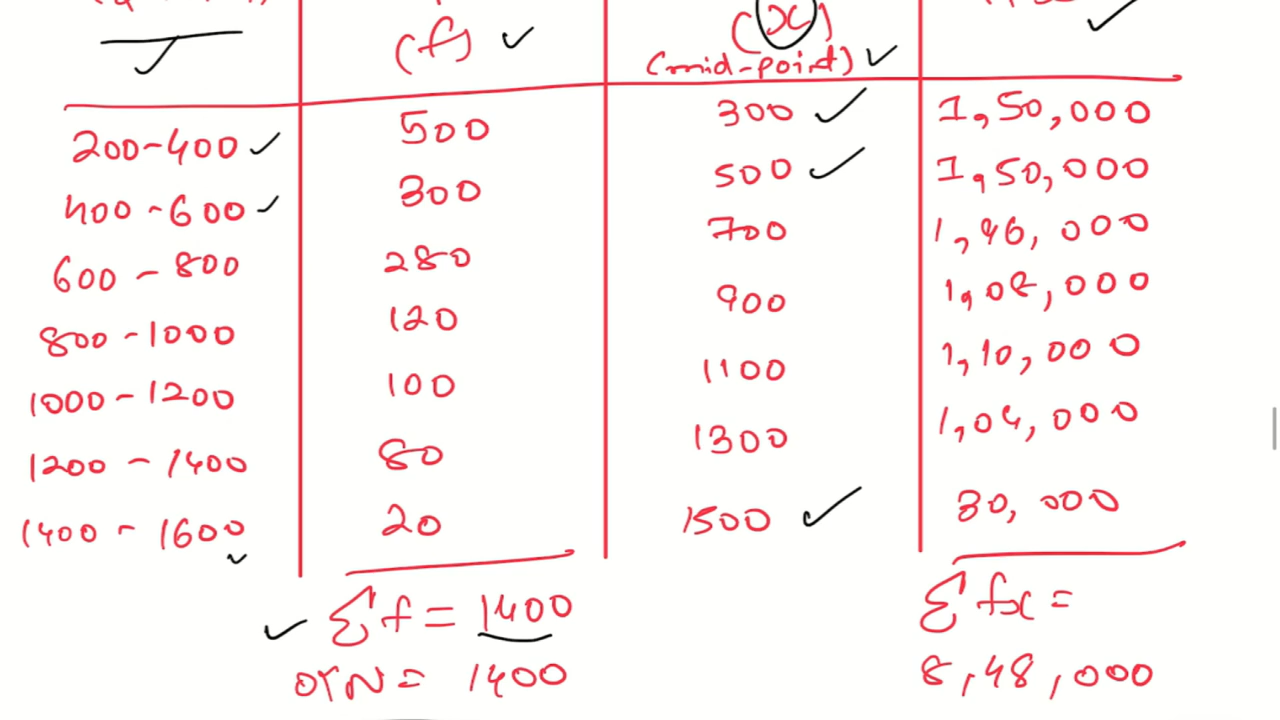 (f) (x)
(mid-point)
200-400 500 300 1,50,000
400-600 300 500 1,50,000
600-800 280 700 1,96,000
800-1000 120 900 1,08,000
1000-1200 100 1100 1,10,000
1200-1400 80 1300 1,04,000
1400-1600 20 1500 30,000
Σf = 1400 Σfx =
or N = 1400 8,48,000